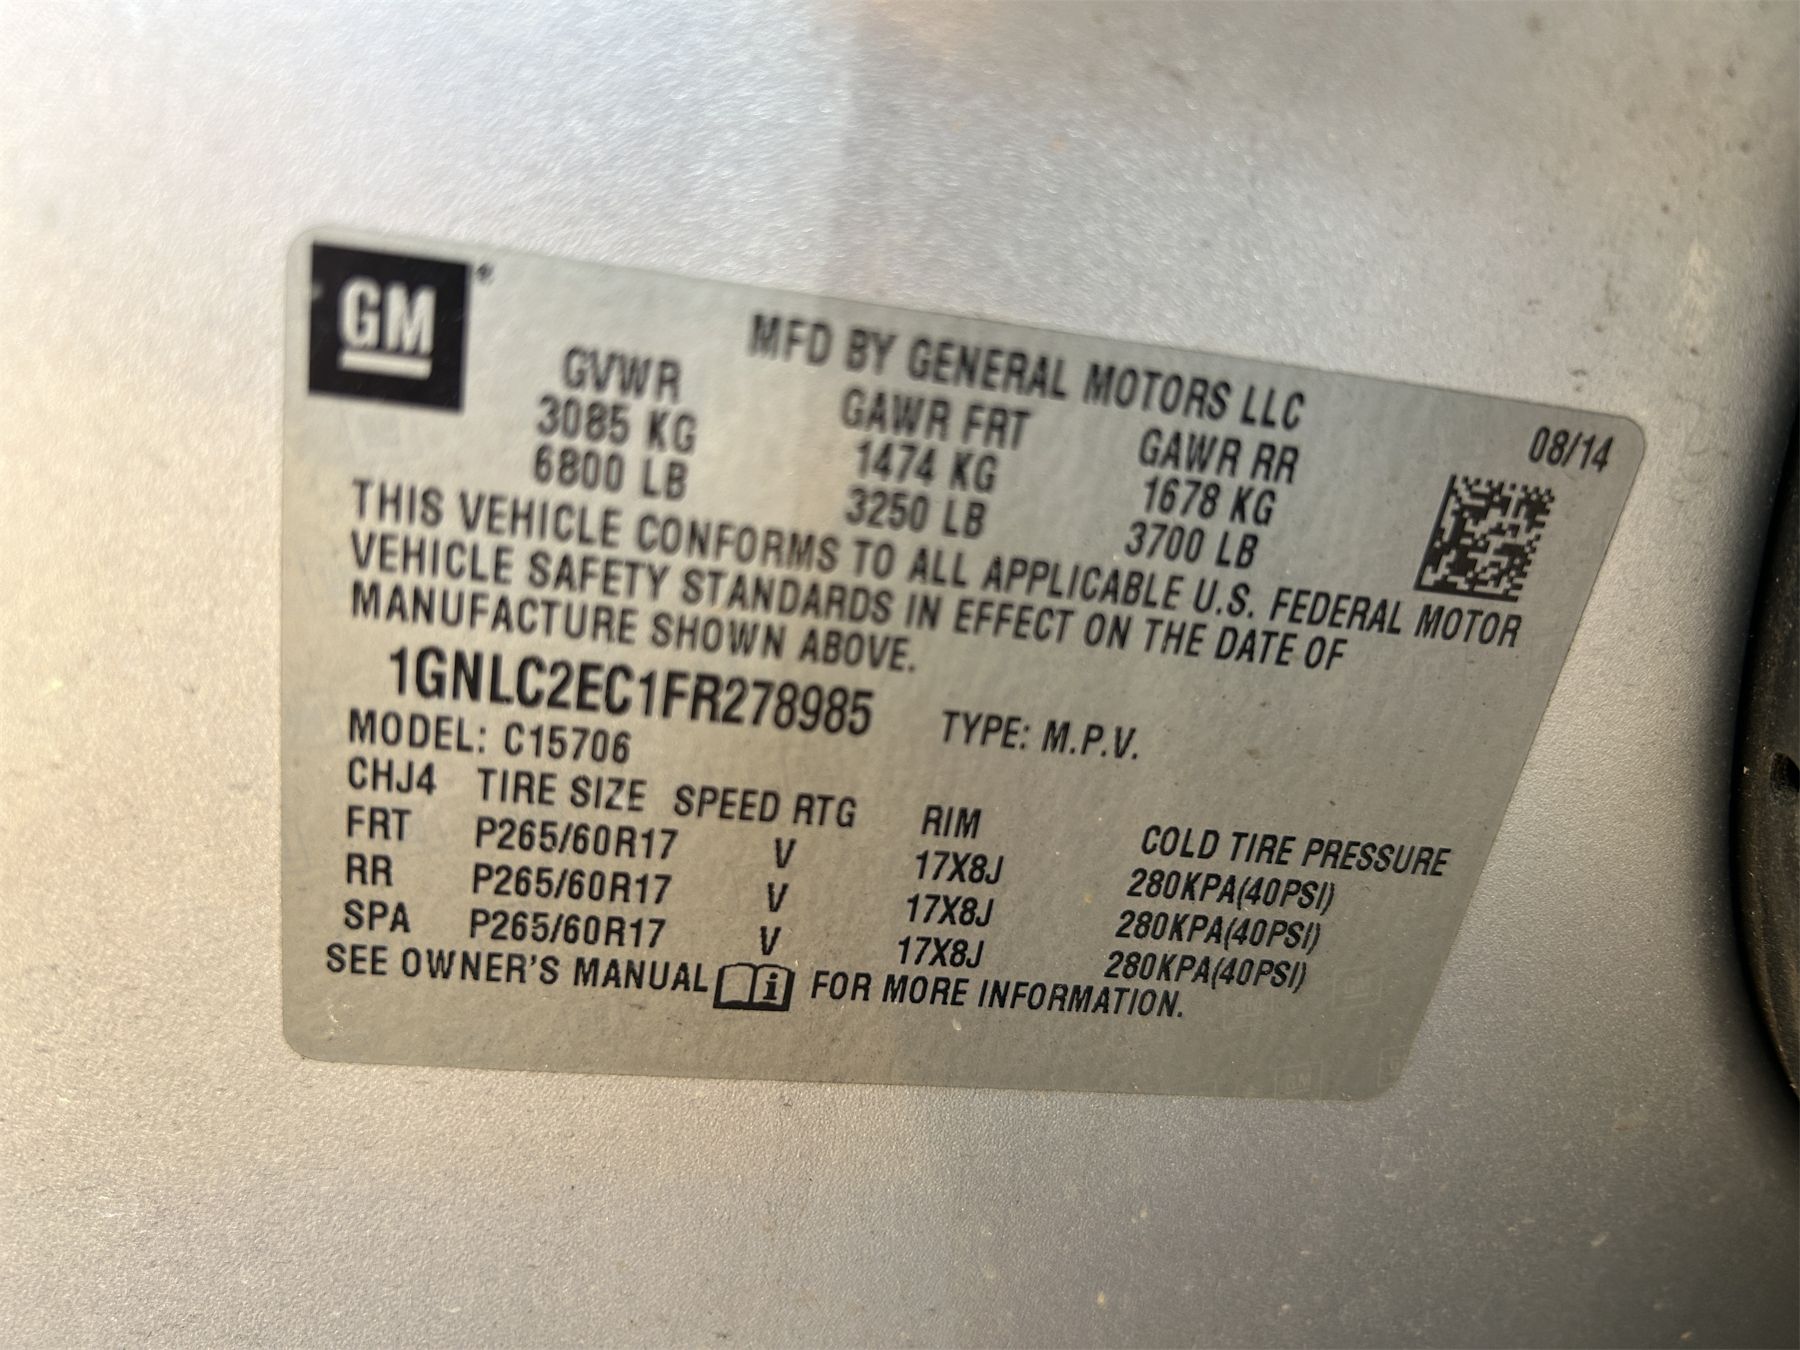 GM®
MFD BY GENERAL MOTORS LLC
08/14
GVWR GAWR FRT GAWR RR
3085 KG 1474 KG 1678 KG
6800 LB 3250 LB 3700 LB
THIS VEHICLE CONFORMS TO ALL APPLICABLE U.S. FEDERAL MOTOR
VEHICLE SAFETY STANDARDS IN EFFECT ON THE DATE OF
MANUFACTURE SHOWN ABOVE.
1GNLC2EC1FR278985 TYPE: M.P.V.
MODEL: C15706
CHJ4 TIRE SIZE SPEED RTG RIM COLD TIRE PRESSURE
FRT P265/60R17 V 17X8J 280KPA(40PSI)
RR P265/60R17 V 17X8J 280KPA(40PSI)
SPA P265/60R17 V 17X8J 280KPA(40PSI)
SEE OWNER'S MANUAL FOR MORE INFORMATION.